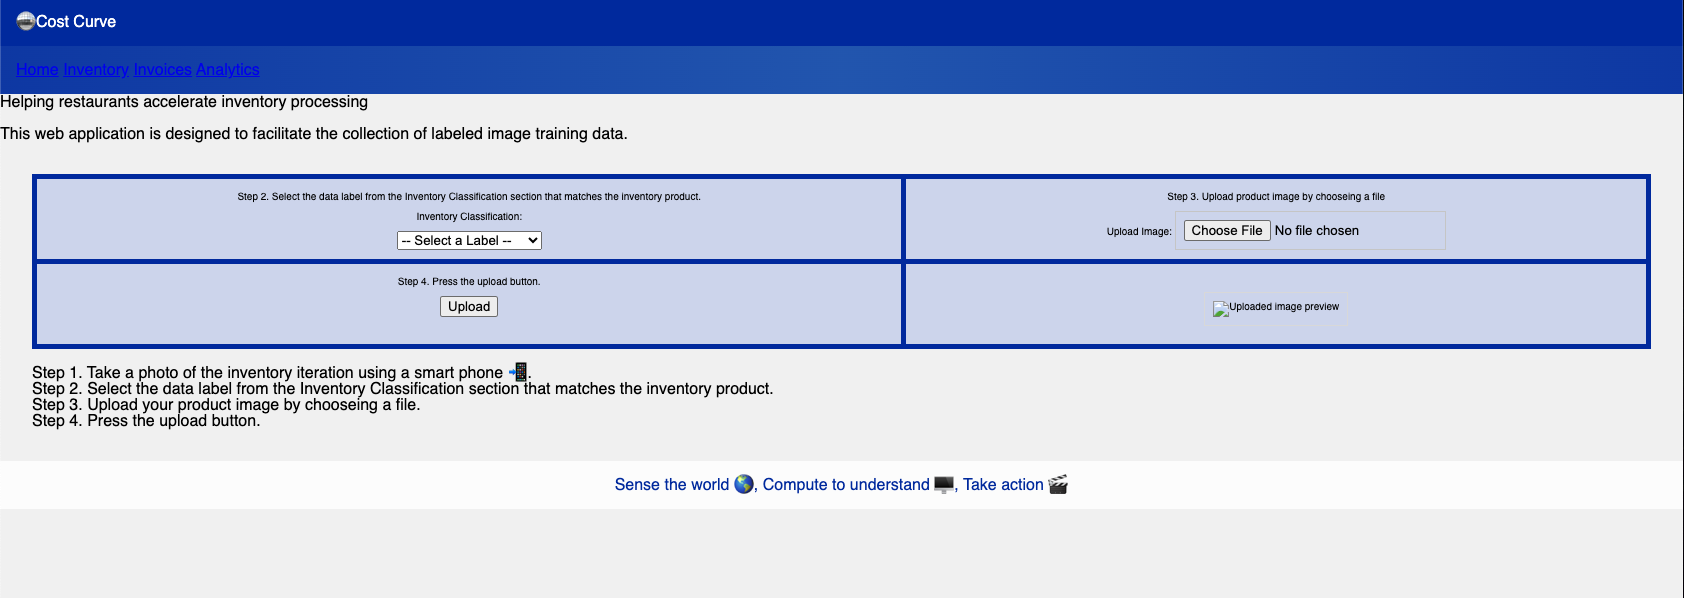 Cost Curve
Home Inventory Invoices Analytics
Helping restaurants accelerate inventory processing
This web application is designed to facilitate the collection of labeled image training data.
Step 2. Select the data label from the Inventory Classification section that matches the inventory product.
Inventory Classification:
-- Select a Label --
Step 3. Upload product image by chooseing a file
Upload Image: Choose File No file chosen
Step 4. Press the upload button.
Upload
Uploaded image preview
Step 1. Take a photo of the inventory iteration using a smart phone 📲.
Step 2. Select the data label from the Inventory Classification section that matches the inventory product.
Step 3. Upload your product image by chooseing a file.
Step 4. Press the upload button.
Sense the world 🌎, Compute to understand 🖥️, Take action 🎬